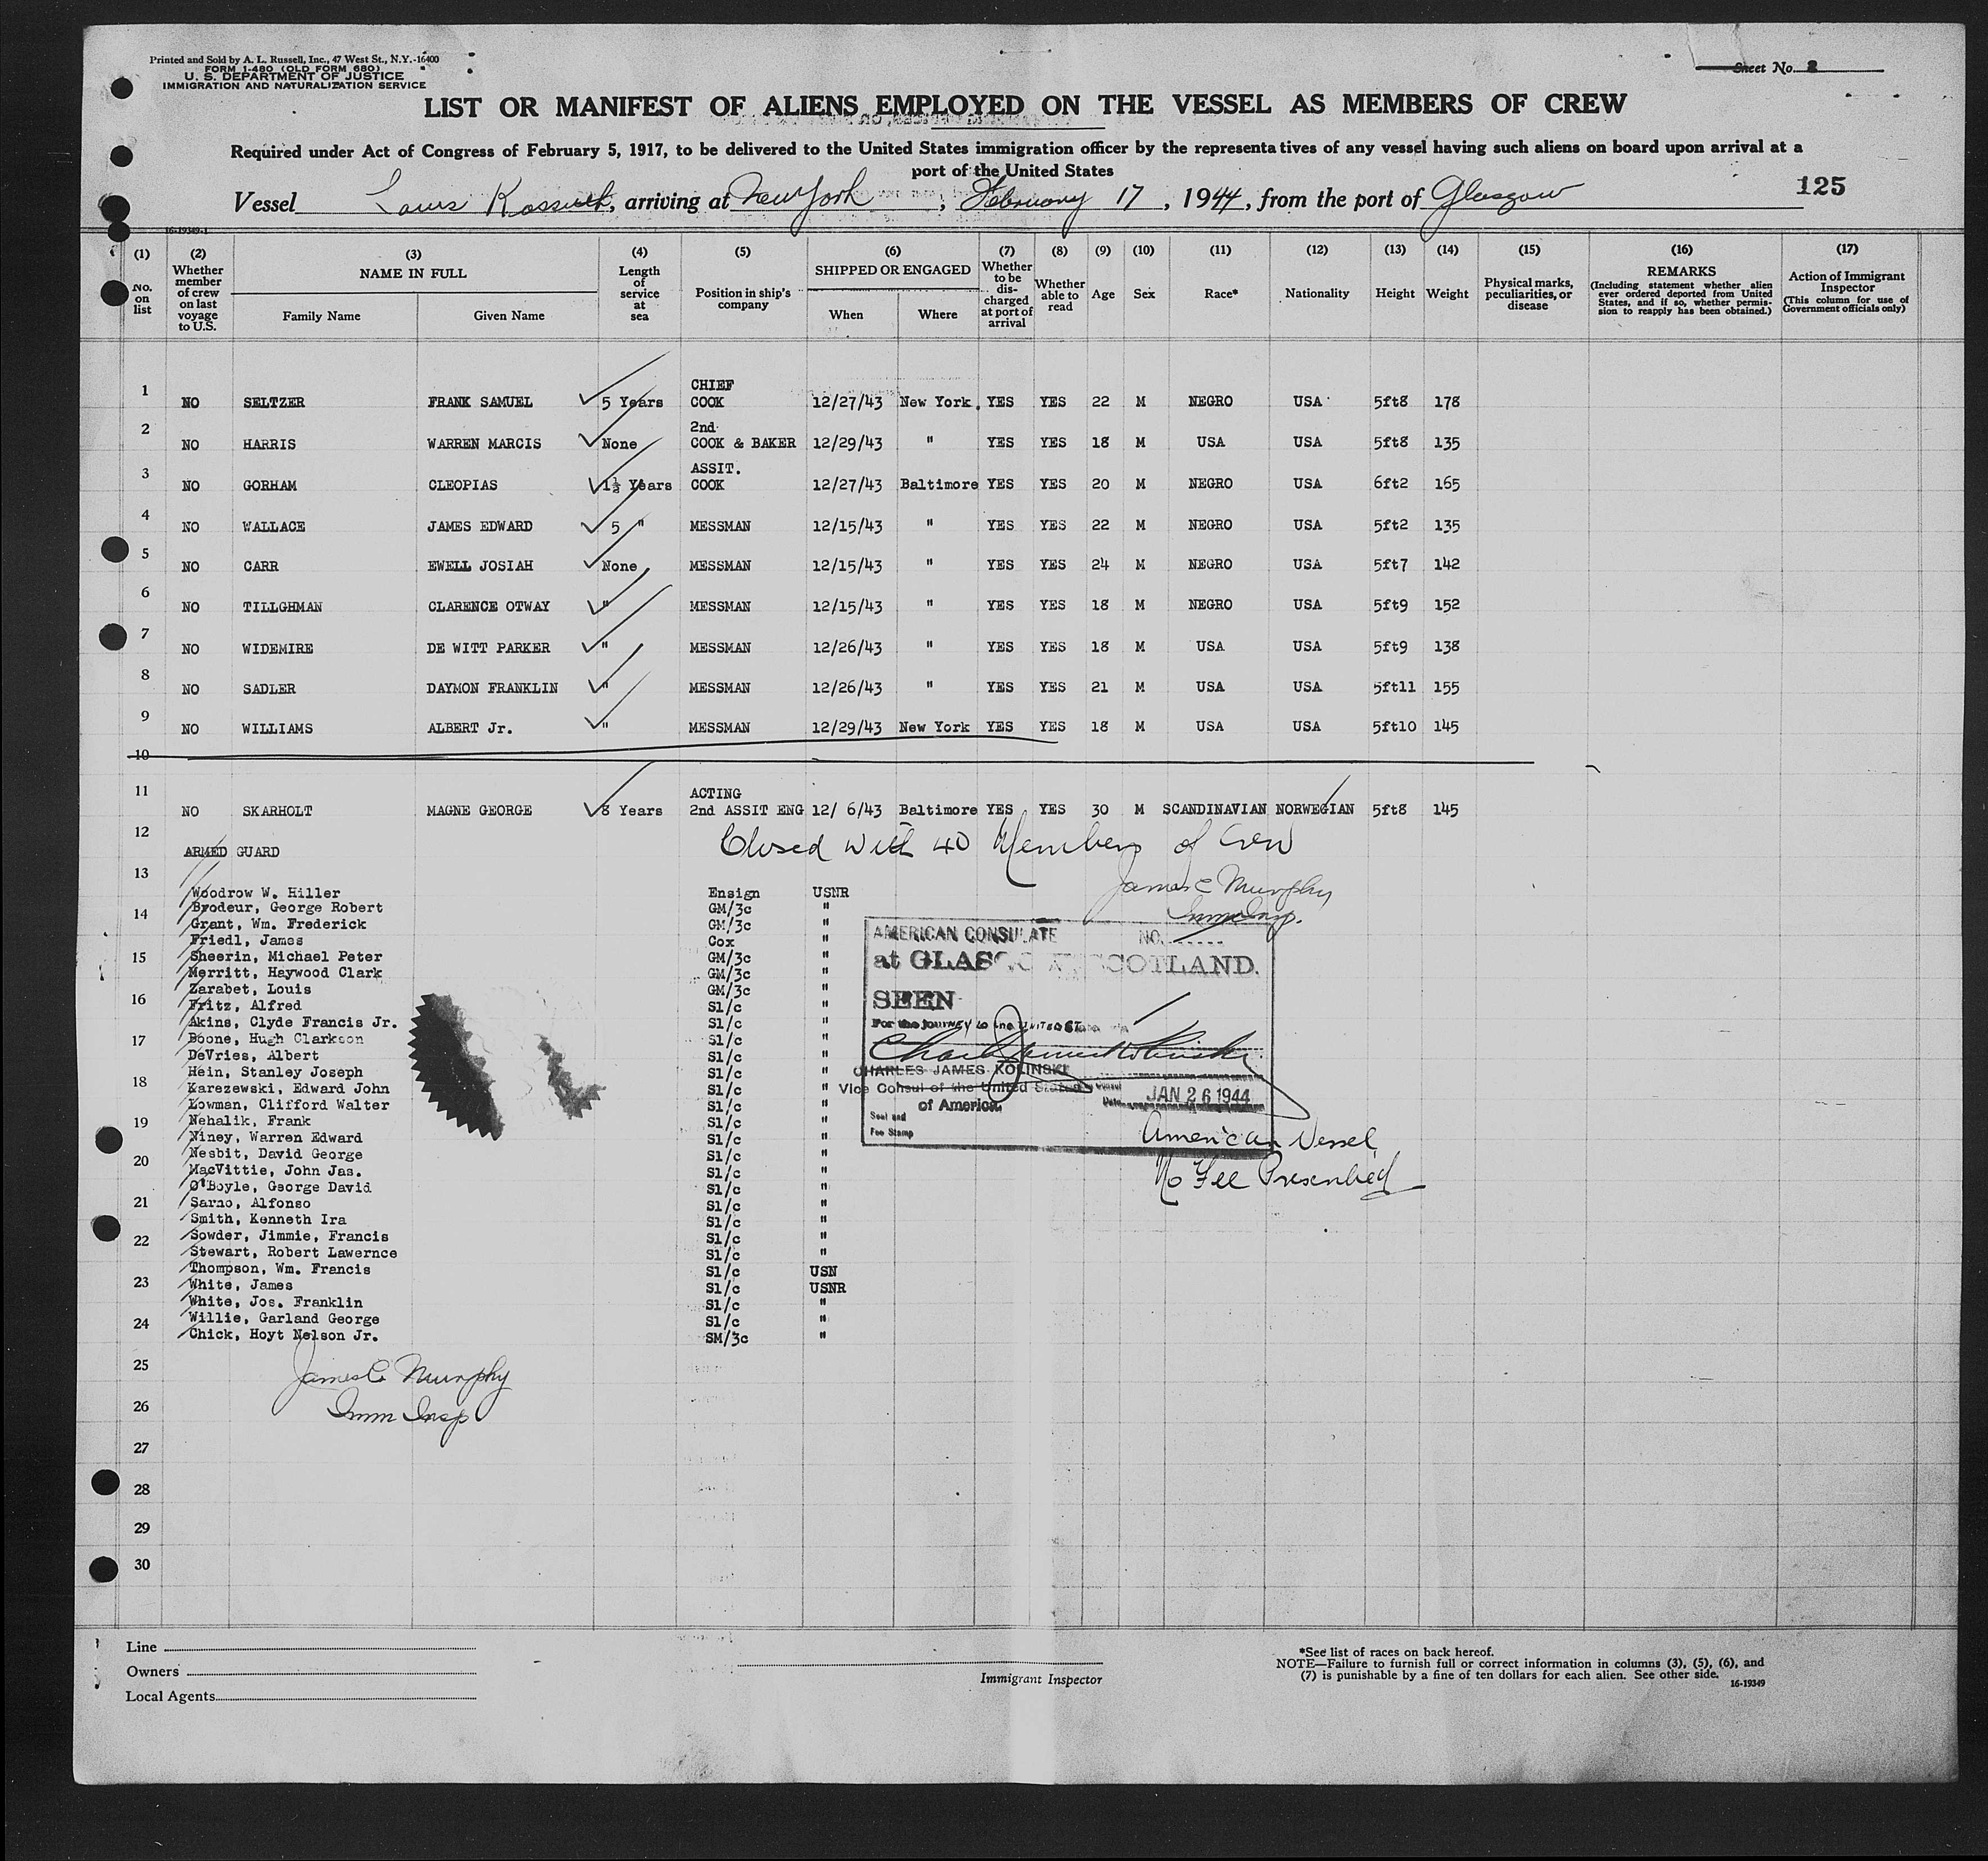 Printed and Sold by A. L. Russell, Inc., 47 West St., N.Y.-16400
FORM I-480 (OLD FORM 680)
U. S. DEPARTMENT OF JUSTICE
IMMIGRATION AND NATURALIZATION SERVICE
Sheet No. 2
LIST OR MANIFEST OF ALIENS EMPLOYED ON THE VESSEL AS MEMBERS OF CREW
Required under Act of Congress of February 5, 1917, to be delivered to the United States immigration officer by the representatives of any vessel having such aliens on board upon arrival at a
port of the United States
125
Vessel Louis Kossuth, arriving at New York, February 17, 1944, from the port of Glasgow
16-19349-1
(1) (2) (3) (4) (5) (6) (7) (8) (9) (10) (11) (12) (13) (14) (15) (16) (17)
No. on list
Whether member of crew on last voyage to U.S.
NAME IN FULL
Family Name Given Name
Length of service at sea
Position in ship's company
SHIPPED OR ENGAGED
When Where
Whether to be discharged at port of arrival
Whether able to read
Age
Sex
Race*
Nationality
Height
Weight
Physical marks, peculiarities, or disease
REMARKS
(Including statement whether alien ever ordered deported from United States, and if so, whether permission to reapply has been obtained.)
Action of Immigrant Inspector
(This column for use of Government officials only)
1 NO SELTZER FRANK SAMUEL 5 Years CHIEF COOK 12/27/43 New York. YES YES 22 M NEGRO USA 5ft8 178
2 NO HARRIS WARREN MARCIS None 2nd COOK & BAKER 12/29/43 " YES YES 18 M USA USA 5ft8 135
3 NO GORHAM CLEOPIAS 1½ Years ASSIT. COOK 12/27/43 Baltimore YES YES 20 M NEGRO USA 6ft2 165
4 NO WALLACE JAMES EDWARD 5 " MESSMAN 12/15/43 " YES YES 22 M NEGRO USA 5ft2 135
5 NO CARR EWELL JOSIAH None MESSMAN 12/15/43 " YES YES 24 M NEGRO USA 5ft7 142
6 NO TILLGHMAN CLARENCE OTWAY " MESSMAN 12/15/43 " YES YES 18 M NEGRO USA 5ft9 152
7 NO WIDEMIRE DE WITT PARKER " MESSMAN 12/26/43 " YES YES 18 M USA USA 5ft9 138
8 NO SADLER DAYMON FRANKLIN " MESSMAN 12/26/43 " YES YES 21 M USA USA 5ft11 155
9 NO WILLIAMS ALBERT Jr. " MESSMAN 12/29/43 New York YES YES 18 M USA USA 5ft10 145
10
11 NO SKARHOLT MAGNE GEORGE 8 Years ACTING 2nd ASSIT ENG 12/ 6/43 Baltimore YES YES 30 M SCANDINAVIAN NORWEGIAN 5ft8 145
12
Closed with 40 Members of Crew
ARMED GUARD
13
James C Murphy
Imm Insp.
Woodrow W. Hiller Ensign USNR
Brodeur, George Robert GM/3c "
14
Grant, Wm. Frederick GM/3c "
Friedl, James Cox "
15
Sheerin, Michael Peter GM/3c "
Merritt, Haywood Clark GM/3c "
Zarabet, Louis GM/3c "
16
Fritz, Alfred S1/c "
Akins, Clyde Francis Jr. S1/c "
17
Boone, Hugh Clarkson S1/c "
DeVries, Albert S1/c "
Hein, Stanley Joseph S1/c "
18
Karezewski, Edward John S1/c "
Lowman, Clifford Walter S1/c "
19
Nehalik, Frank S1/c "
Niney, Warren Edward S1/c "
Nesbit, David George S1/c "
20
MacVittie, John Jas. S1/c "
O'Boyle, George David S1/c "
21
Sarno, Alfonso S1/c "
Smith, Kenneth Ira S1/c "
22
Sowder, Jimmie, Francis S1/c "
Stewart, Robert Lawernce S1/c "
Thompson, Wm. Francis S1/c USN
23
White, James S1/c USNR
White, Jos. Franklin S1/c "
24
Willie, Garland George S1/c "
Chick, Hoyt Nelson Jr. SM/3c "
AMERICAN CONSULATE NO.
at GLASGOW SCOTLAND.
SEEN
For the journey to the UNITED STATES
Charles James Kolinski
CHARLES JAMES KOLINSKI
Vice Consul of the United States
of America.
Consul
Date JAN 26 1944
Seal and
Fee Stamp
American Vessel
No Fee Prescribed
25
James C Murphy
26
Imm Insp
27
28
29
30
Line
Owners
Local Agents
Immigrant Inspector
*See list of races on back hereof.
NOTE—Failure to furnish full or correct information in columns (3), (5), (6), and
(7) is punishable by a fine of ten dollars for each alien. See other side.
16-19349